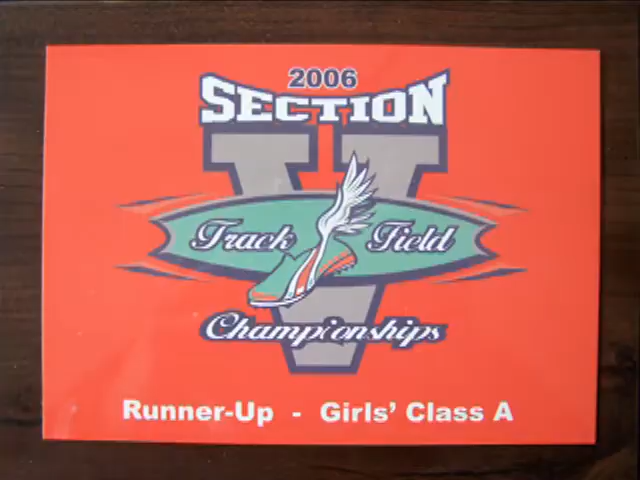 2006
SECTION
V
Track Field
Championships
Runner-Up - Girls' Class A